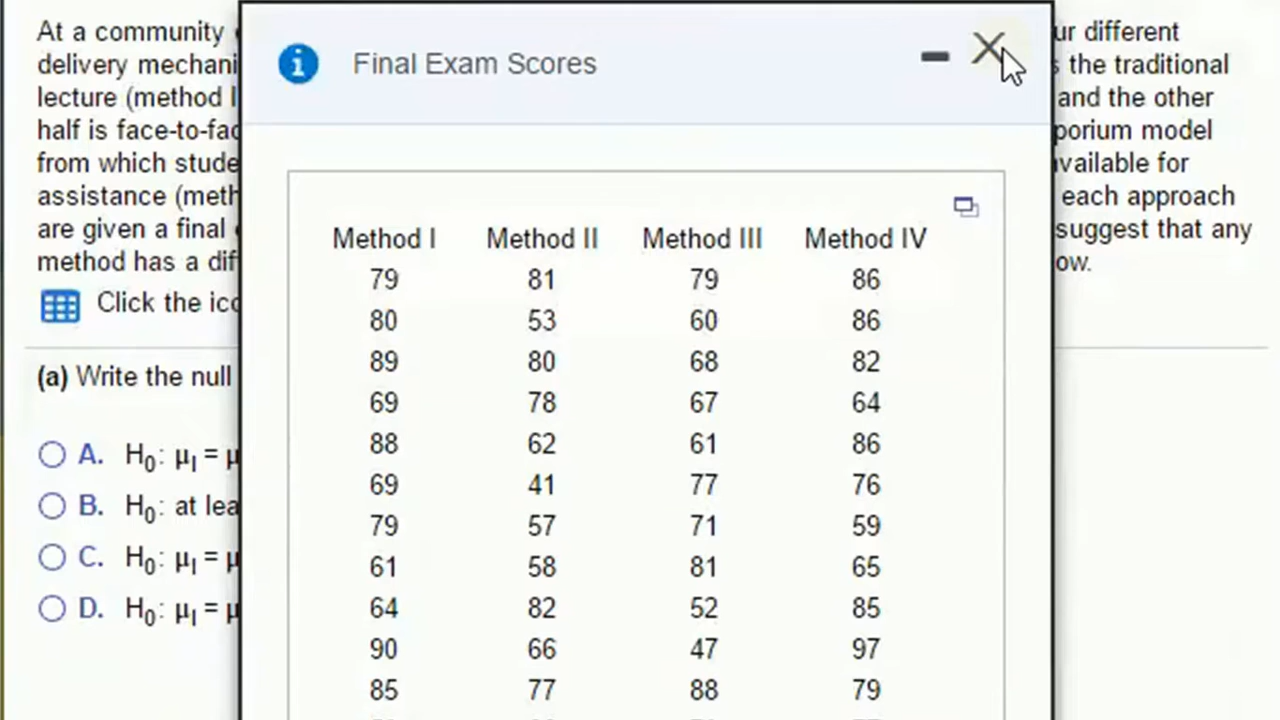 At a community
ur different
delivery mechani
s the traditional
lecture (method I
and the other
half is face-to-fac
porium model
from which stude
available for
assistance (meth
each approach
are given a final
suggest that any
method has a dif
ow.
Click the ico
(a) Write the null
A. H0: μI = μ
B. H0: at lea
C. H0: μI = μ
D. H0: μI = μ
Final Exam Scores
Method I Method II Method III Method IV
79 81 79 86
80 53 60 86
89 80 68 82
69 78 67 64
88 62 61 86
69 41 77 76
79 57 71 59
61 58 81 65
64 82 52 85
90 66 47 97
85 77 88 79